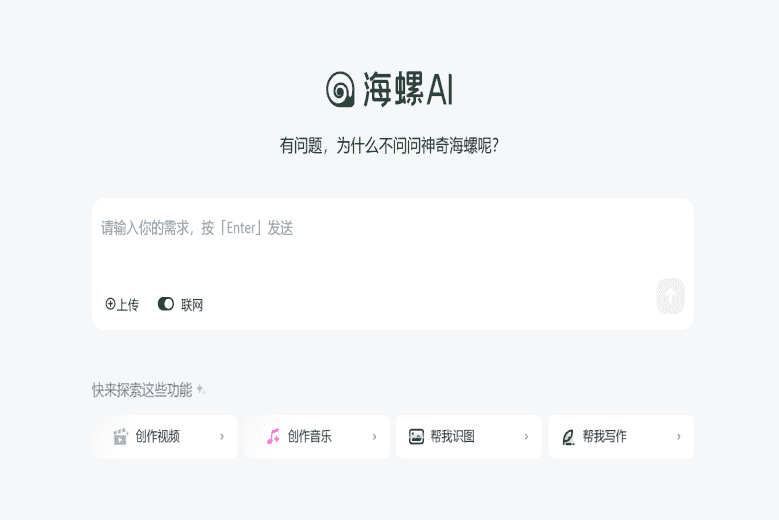 海螺AI
有问题，为什么不问问神奇海螺呢？
请输入你的需求，按「Enter」发送
上传 联网
快来探索这些功能
创作视频 创作音乐 帮我识图 帮我写作